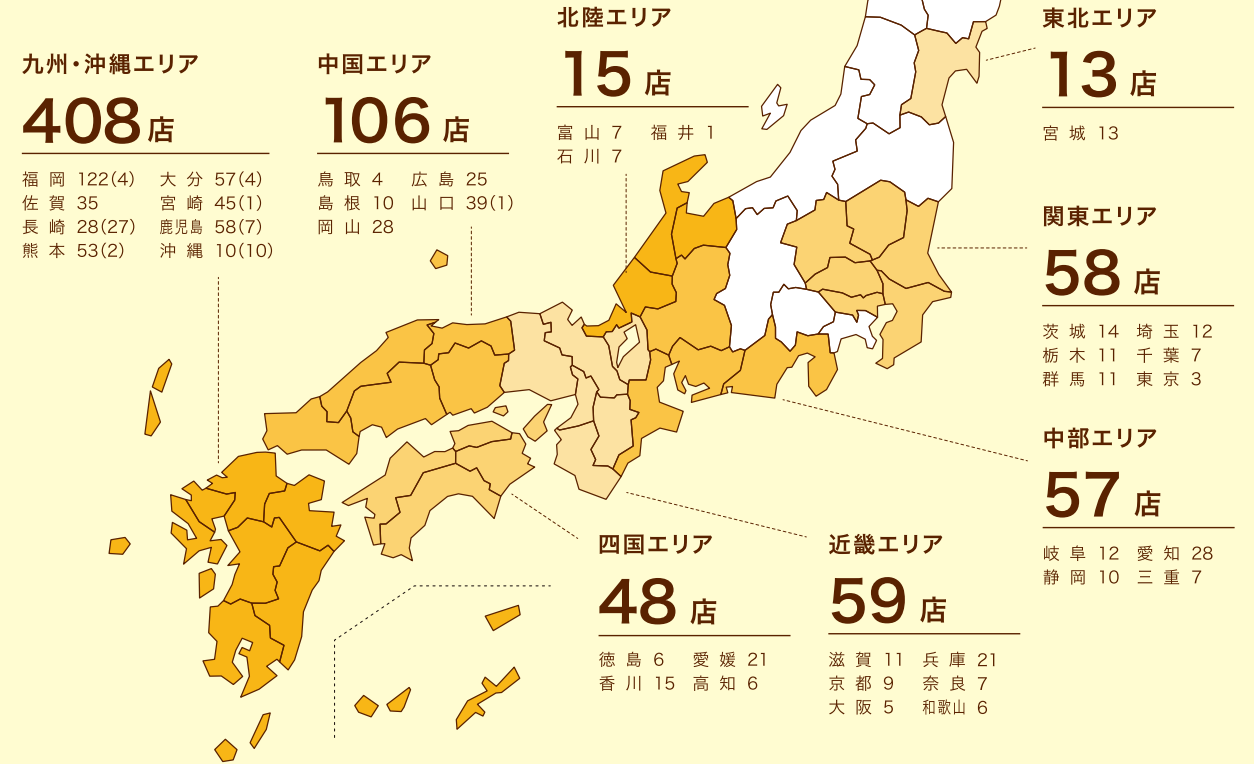 九州・沖縄エリア
408店
福岡 122(4) 大分 57(4)
佐賀 35 宮崎 45(1)
長崎 28(27) 鹿児島 58(7)
熊本 53(2) 沖縄 10(10)
中国エリア
106店
鳥取 4 広島 25
島根 10 山口 39(1)
岡山 28
北陸エリア
15店
富山 7 福井 1
石川 7
東北エリア
13店
宮城 13
関東エリア
58店
茨城 14 埼玉 12
栃木 11 千葉 7
群馬 11 東京 3
中部エリア
57店
岐阜 12 愛知 28
静岡 10 三重 7
四国エリア
48店
徳島 6 愛媛 21
香川 15 高知 6
近畿エリア
59店
滋賀 11 兵庫 21
京都 9 奈良 7
大阪 5 和歌山 6